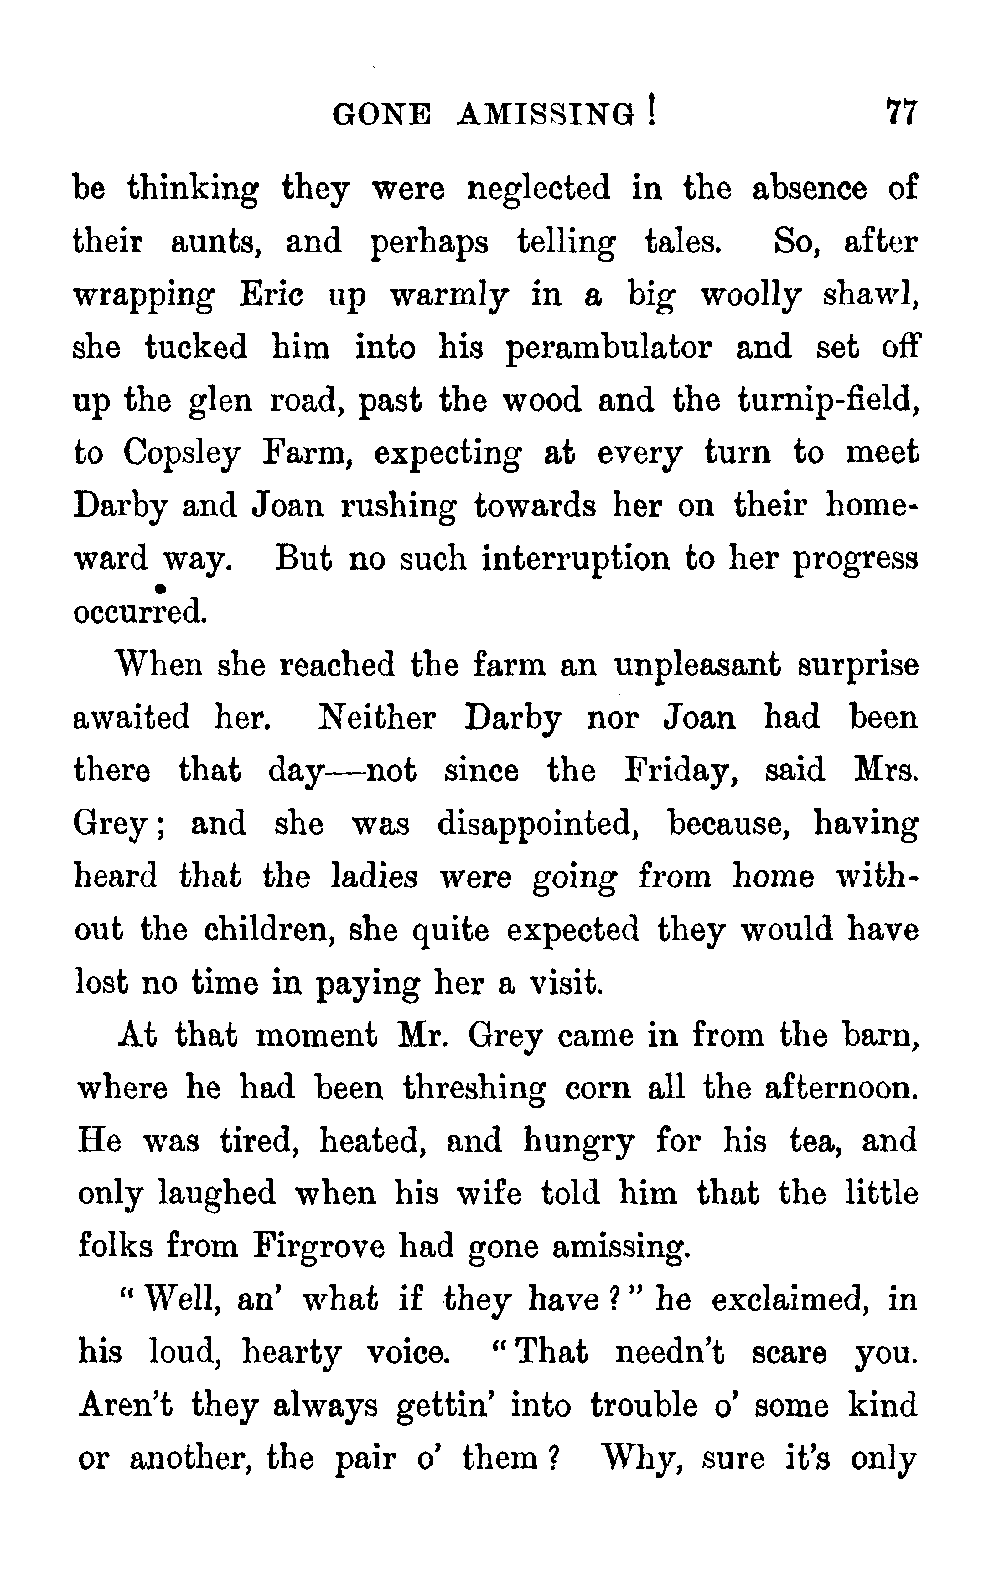 GONE AMISSING! 77
be thinking they were neglected in the absence of
their aunts, and perhaps telling tales. So, after
wrapping Eric up warmly in a big woolly shawl,
she tucked him into his perambulator and set off
up the glen road, past the wood and the turnip-field,
to Copsley Farm, expecting at every turn to meet
Darby and Joan rushing towards her on their home-
ward way. But no such interruption to her progress
occurred.
When she reached the farm an unpleasant surprise
awaited her. Neither Darby nor Joan had been
there that day—not since the Friday, said Mrs.
Grey; and she was disappointed, because, having
heard that the ladies were going from home with-
out the children, she quite expected they would have
lost no time in paying her a visit.
At that moment Mr. Grey came in from the barn,
where he had been threshing corn all the afternoon.
He was tired, heated, and hungry for his tea, and
only laughed when his wife told him that the little
folks from Firgrove had gone amissing.
"Well, an' what if they have?" he exclaimed, in
his loud, hearty voice. "That needn't scare you.
Aren't they always gettin' into trouble o' some kind
or another, the pair o' them? Why, sure it's only